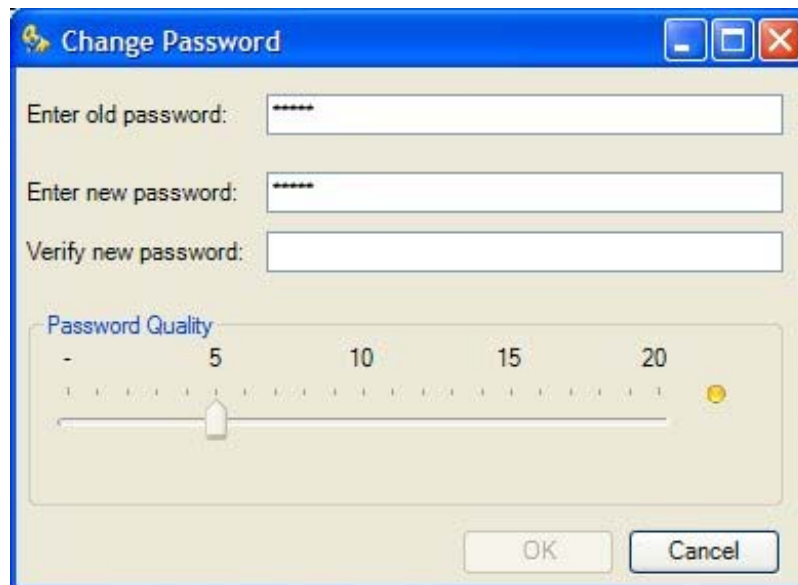 Change Password
Enter old password: *****
Enter new password: *****
Verify new password:
Password Quality
- 5 10 15 20
OK Cancel